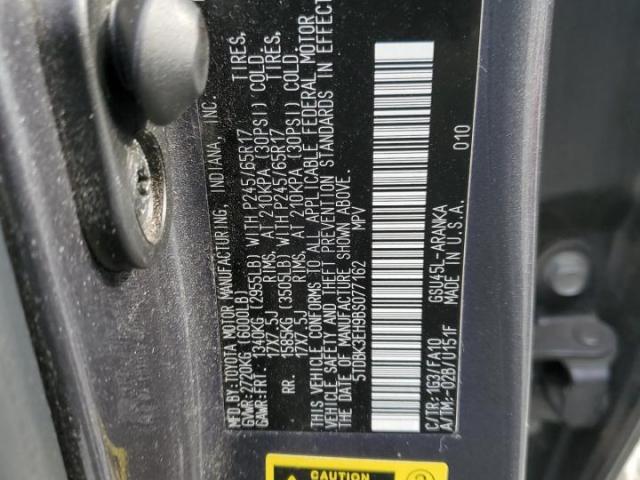 MFD.BY:TOYOTA MOTOR MANUFACTURING, INDIANA, INC.
GVWR:2720KG(6000LB)
GAWR:FRT. 1340KG (2955LB) WITH P245/65R17 TIRES,
17X7.5J RIMS, AT 210KPA (30PSI) COLD.
RR. 1585KG (3505LB) WITH P245/65R17 TIRES,
17X7.5J RIMS, AT 210KPA (30PSI) COLD.
THIS VEHICLE CONFORMS TO ALL APPLICABLE FEDERAL MOTOR
VEHICLE SAFETY AND THEFT PREVENTION STANDARDS IN EFFECT
ON THE DATE OF MANUFACTURE SHOWN ABOVE.
5TDBK3EH9BS077162 MPV
010
C/TR:1G3/FA10 GSU45L-ARANKA
A/TM:-02B/U151F MADE IN U.S.A.
CAUTION